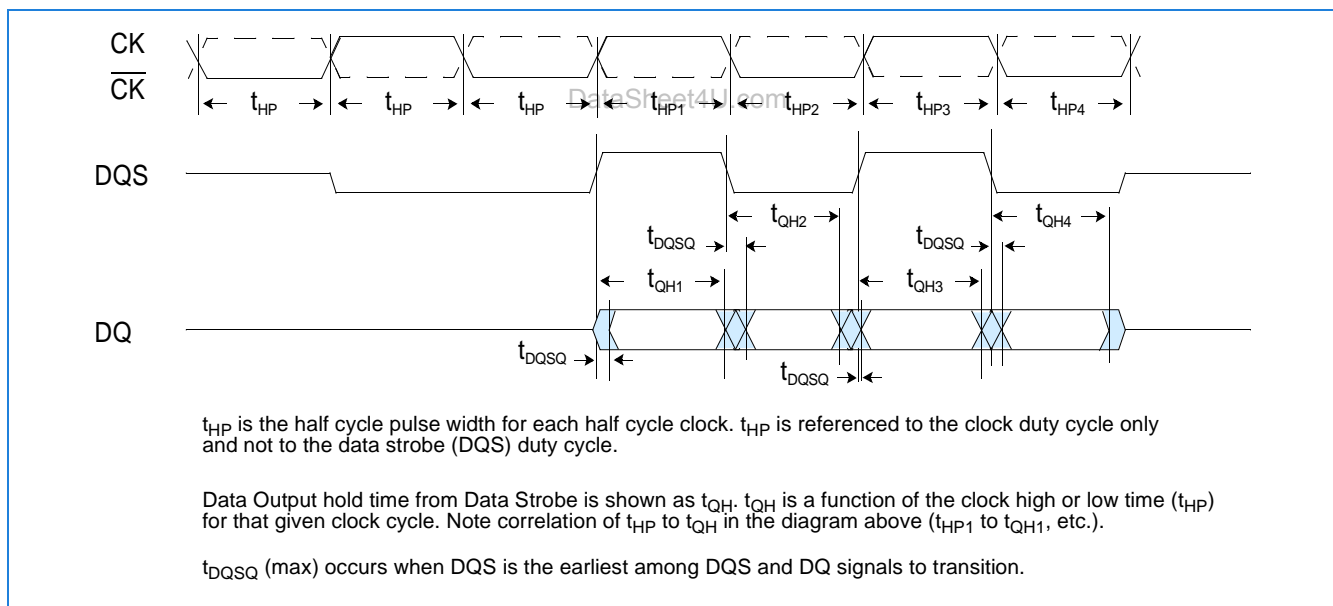 CK
CK
tHP tHP tHP tHP1 tHP2 tHP3 tHP4
DataSheet4U.com
DQS
tQH2 tQH4
tDQSQ tDQSQ
tQH1 tQH3
DQ
tDQSQ tDQSQ
tHP is the half cycle pulse width for each half cycle clock. tHP is referenced to the clock duty cycle only
and not to the data strobe (DQS) duty cycle.
Data Output hold time from Data Strobe is shown as tQH. tQH is a function of the clock high or low time (tHP)
for that given clock cycle. Note correlation of tHP to tQH in the diagram above (tHP1 to tQH1, etc.).
tDQSQ (max) occurs when DQS is the earliest among DQS and DQ signals to transition.